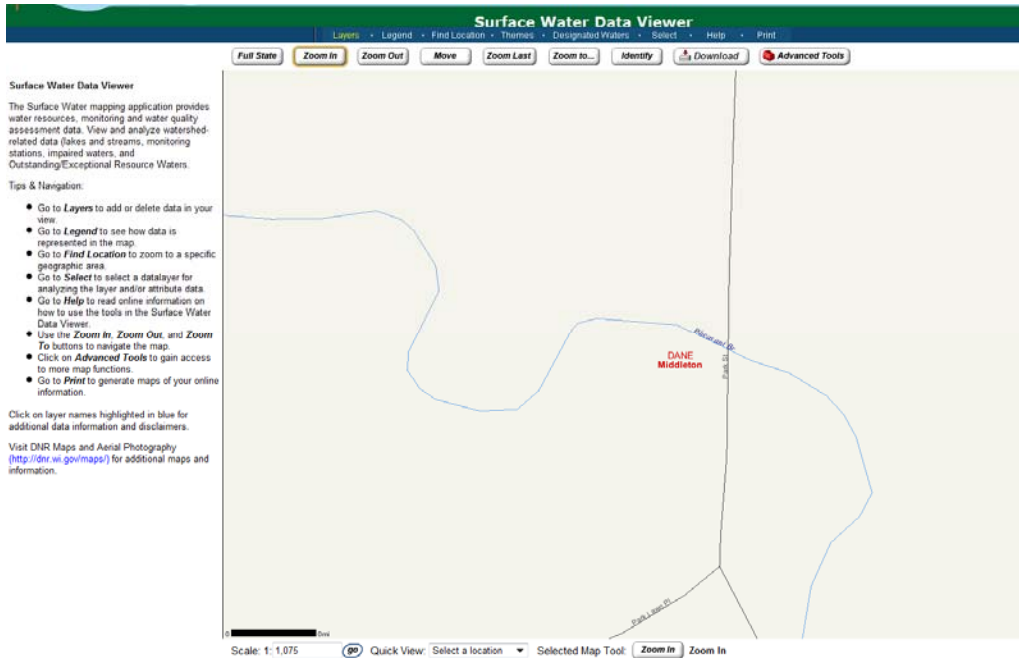 Surface Water Data Viewer
Layers • Legend • Find Location • Themes • Designated Waters • Select • Help • Print
Full State Zoom In Zoom Out Move Zoom Last Zoom to... Identify Download Advanced Tools
Surface Water Data Viewer
The Surface Water mapping application provides
water resources, monitoring and water quality
assessment data. View and analyze watershed-
related data (lakes and streams, monitoring
stations, impaired waters, and
Outstanding/Exceptional Resource Waters.
Tips & Navigation:
• Go to Layers to add or delete data in your
view.
• Go to Legend to see how data is
represented in the map.
• Go to Find Location to zoom to a specific
geographic area.
• Go to Select to select a datalayer for
analyzing the layer and/or attribute data.
• Go to Help to read online information on
how to use the tools in the Surface Water
Data Viewer.
• Use the Zoom In, Zoom Out, and Zoom
To buttons to navigate the map.
• Click on Advanced Tools to gain access
to more map functions.
• Go to Print to generate maps of your online
information.
Click on layer names highlighted in blue for
additional data information and disclaimers.
Visit DNR Maps and Aerial Photography
(http://dnr.wi.gov/maps/) for additional maps and
information.
Pheasant Br
DANE
Middleton
Park St
Park Lawn Pl
0 0mi
Scale: 1: 1,075 go Quick View: Select a location Selected Map Tool: Zoom In Zoom In